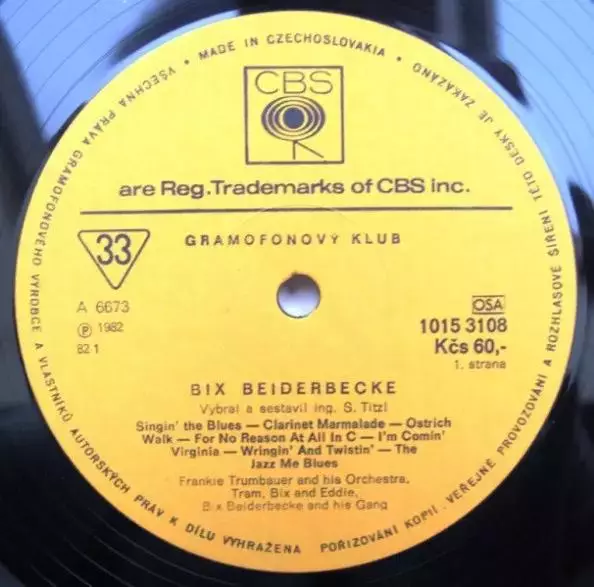 VŠECHNA PRÁVA GRAMOFONOVÉHO VÝROBCE A VLASTNÍKŮ AUTORSKÝCH PRÁV K DÍLU VYHRAŽENA
MADE IN CZECHOSLOVAKIA
POŘIZOVÁNÍ KOPIÍ, VEŘEJNÉ PROVOZOVÁNÍ A ROZHLASOVÉ ŠÍŘENÍ TÉTO DESKY JE ZAKÁZÁNO
CBS
are Reg.Trademarks of CBS inc.
33
GRAMOFONOVÝ KLUB
A 6673
Ⓟ 1982
82 1
OSA
1015 3108
Kčs 60,-
1. strana
BIX BEIDERBECKE
Vybral a sestavil ing. S. Titzl
Singin' the Blues — Clarinet Marmalade — Ostrich
Walk — For No Reason At All In C — I'm Comin'
Virginia — Wringin' And Twistin' — The
Jazz Me Blues
Frankie Trumbauer and his Orchestra,
Tram, Bix and Eddie,
Bix Beiderbecke and his Gang